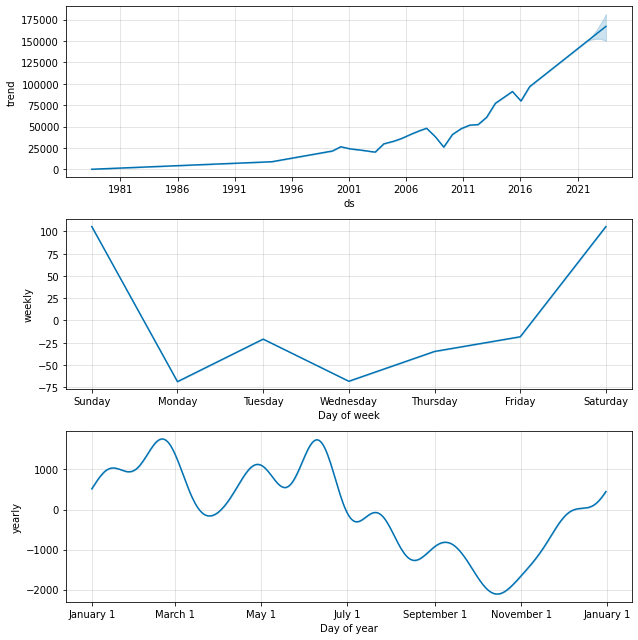 175000
150000
125000
100000
75000
50000
25000
0
trend
1981 1986 1991 1996 2001 2006 2011 2016 2021
ds
100
75
50
25
0
−25
−50
−75
weekly
Sunday Monday Tuesday Wednesday Thursday Friday Saturday
Day of week
1000
0
−1000
−2000
yearly
January 1 March 1 May 1 July 1 September 1 November 1 January 1
Day of year